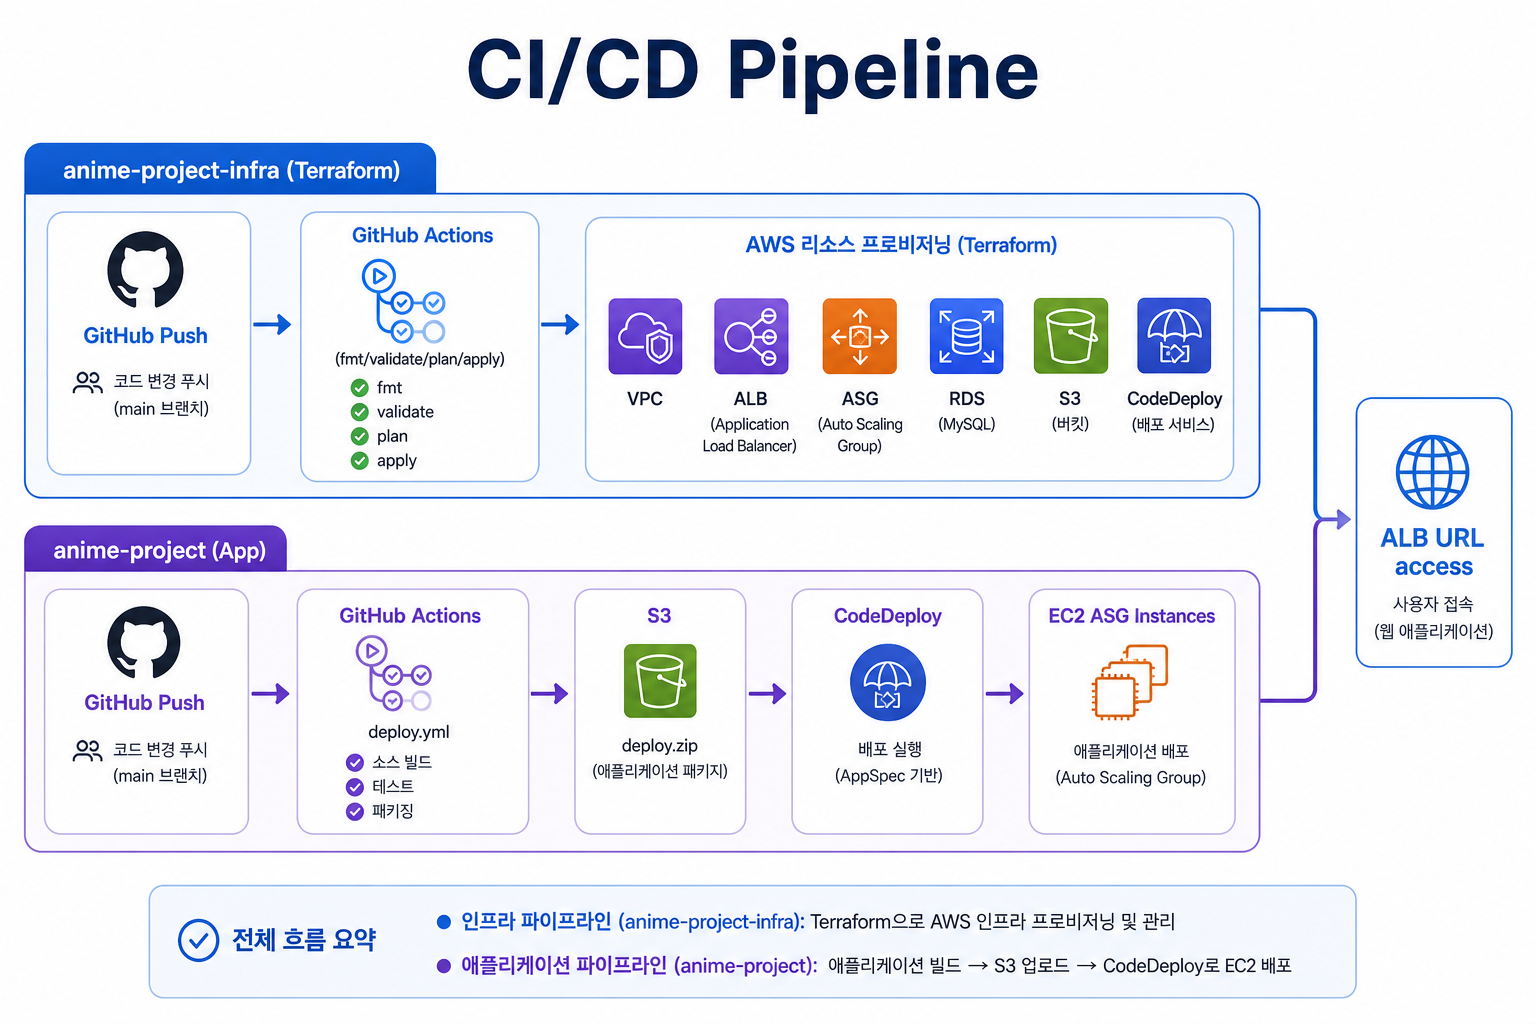 CI/CD Pipeline
anime-project-infra (Terraform)
GitHub Push
코드 변경 푸시
(main 브랜치)
GitHub Actions
(fmt/validate/plan/apply)
fmt
validate
plan
apply
AWS 리소스 프로비저닝 (Terraform)
VPC
ALB
(Application
Load Balancer)
ASG
(Auto Scaling
Group)
RDS
(MySQL)
S3
(버킷)
CodeDeploy
(배포 서비스)
anime-project (App)
GitHub Push
코드 변경 푸시
(main 브랜치)
GitHub Actions
deploy.yml
소스 빌드
테스트
패키징
S3
deploy.zip
(애플리케이션 패키지)
CodeDeploy
배포 실행
(AppSpec 기반)
EC2 ASG Instances
애플리케이션 배포
(Auto Scaling Group)
ALB URL
access
사용자 접속
(웹 애플리케이션)
전체 흐름 요약
인프라 파이프라인 (anime-project-infra): Terraform으로 AWS 인프라 프로비저닝 및 관리
애플리케이션 파이프라인 (anime-project): 애플리케이션 빌드 → S3 업로드 → CodeDeploy로 EC2 배포